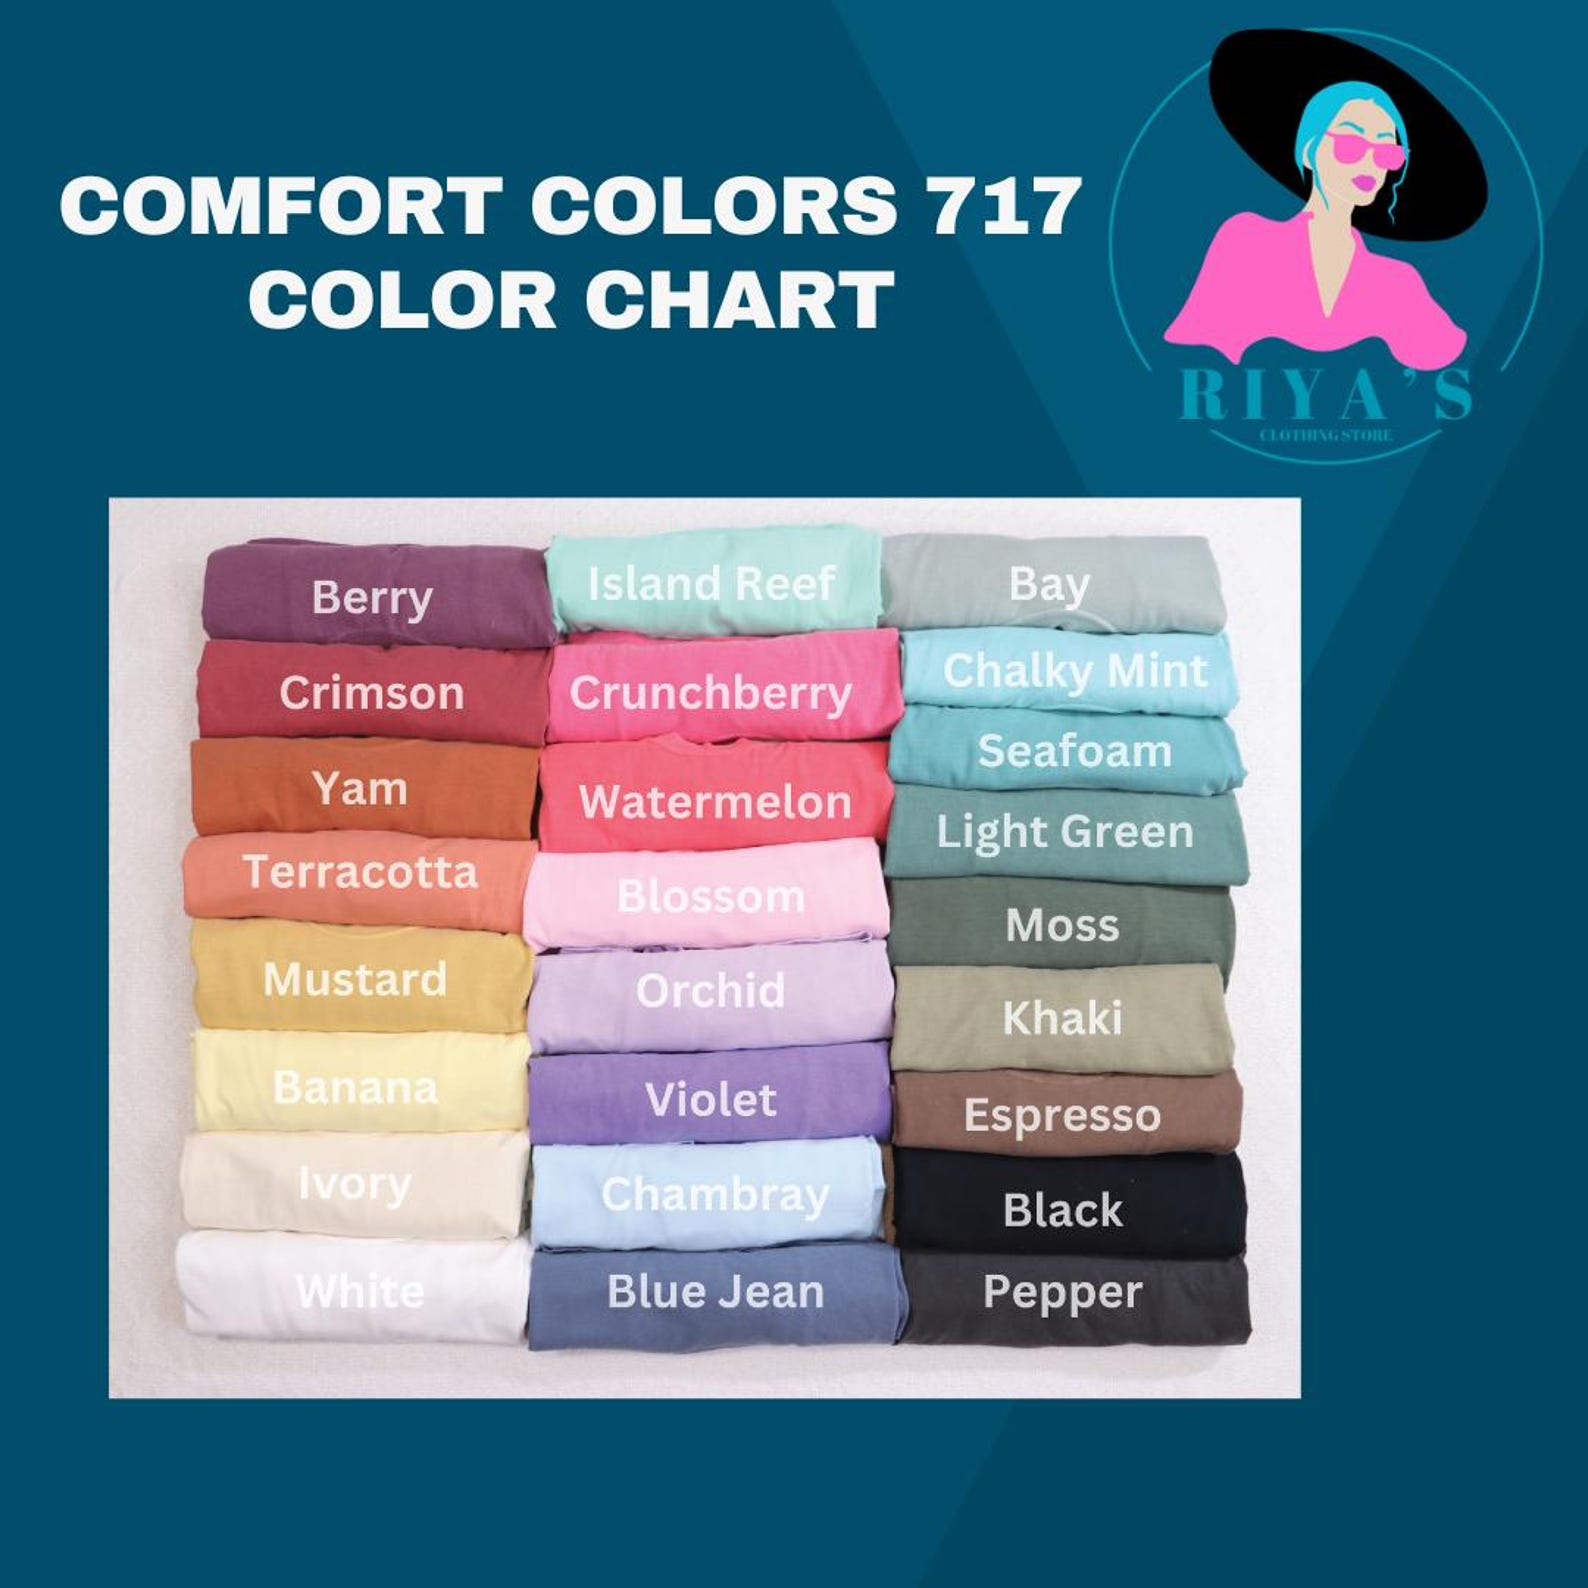 COMFORT COLORS 717
COLOR CHART
RIYA'S
CLOTHING STORE
Berry
Crimson
Yam
Terracotta
Mustard
Banana
Ivory
White
Island Reef
Crunchberry
Watermelon
Blossom
Orchid
Violet
Chambray
Blue Jean
Bay
Chalky Mint
Seafoam
Light Green
Moss
Khaki
Espresso
Black
Pepper